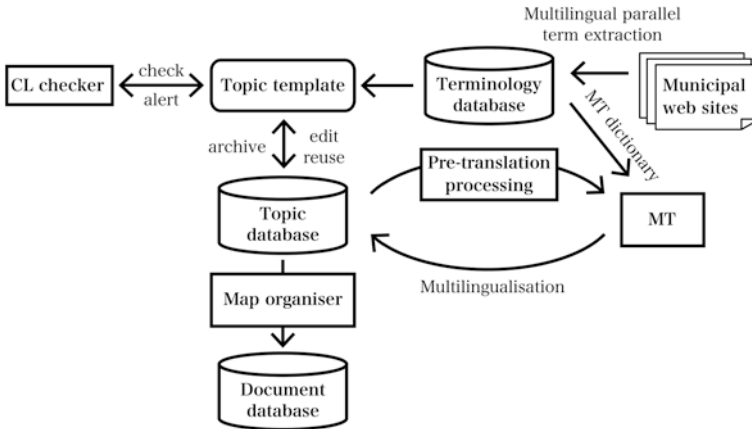 Multilingual parallel
term extraction
CL checker
check
alert
Topic template
Terminology
database
Municipal
web sites
MT dictionary
archive
edit
reuse
Pre-translation
processing
Topic
database
MT
Multilingualisation
Map organiser
Document
database